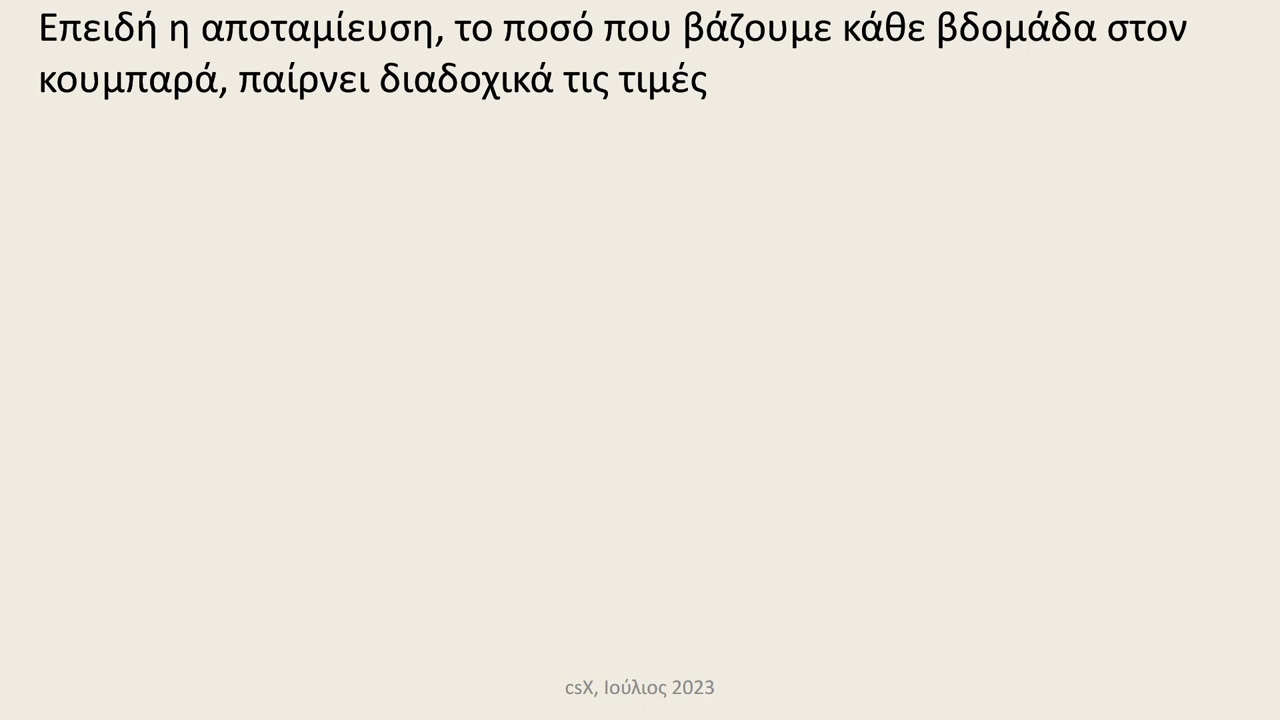 Επειδή η αποταμίευση, το ποσό που βάζουμε κάθε βδομάδα στον
κουμπαρά, παίρνει διαδοχικά τις τιμές
csX, Ιούλιος 2023